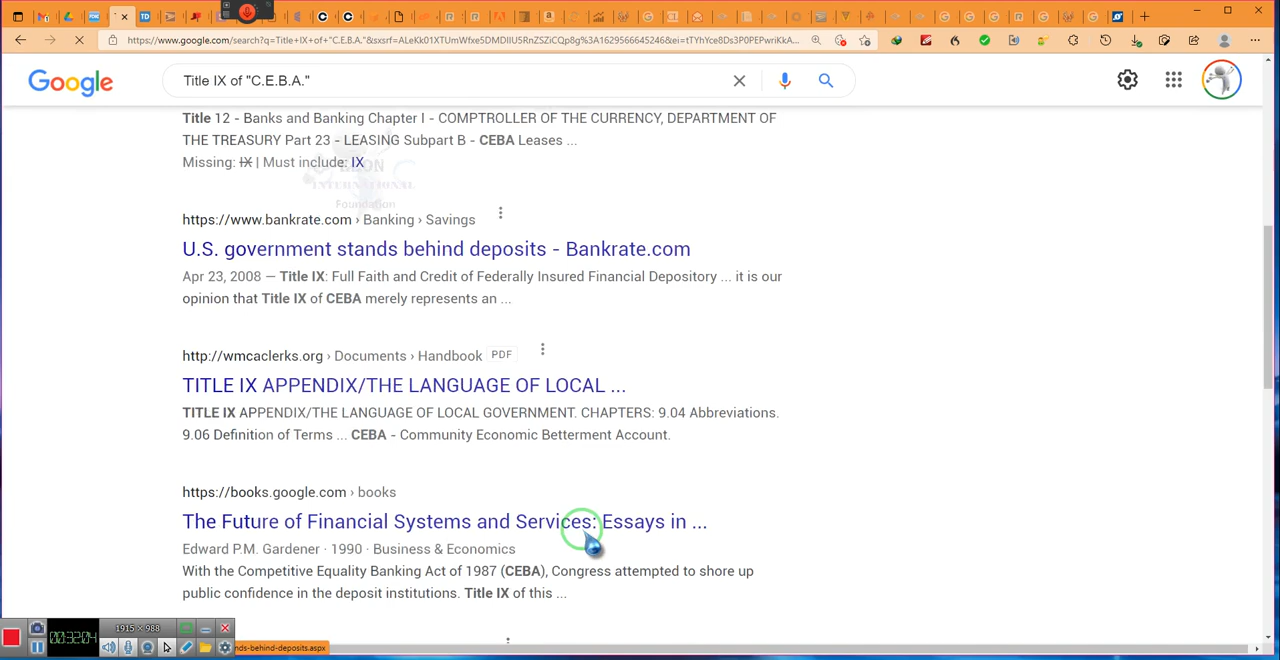 https://www.google.com/search?q=Title+IX+of+"C.E.B.A."&sxsrf=ALeKk01XTUmWfxe5DMDIIU5RnZSZiCQp8g%3A1629566645246&ei=tTYhYce8Ds3P0PEPwriKkA...
Google
Title IX of "C.E.B.A."
Title 12 - Banks and Banking Chapter I - COMPTROLLER OF THE CURRENCY, DEPARTMENT OF
THE TREASURY Part 23 - LEASING Subpart B - CEBA Leases ...
Missing: IX | Must include: IX
INTERNATIONAL
Foundation
https://www.bankrate.com › Banking › Savings
U.S. government stands behind deposits - Bankrate.com
Apr 23, 2008 — Title IX: Full Faith and Credit of Federally Insured Financial Depository ... it is our
opinion that Title IX of CEBA merely represents an ...
http://wmcaclerks.org › Documents › Handbook PDF
TITLE IX APPENDIX/THE LANGUAGE OF LOCAL ...
TITLE IX APPENDIX/THE LANGUAGE OF LOCAL GOVERNMENT. CHAPTERS: 9.04 Abbreviations.
9.06 Definition of Terms ... CEBA - Community Economic Betterment Account.
https://books.google.com › books
The Future of Financial Systems and Services: Essays in ...
Edward P.M. Gardener · 1990 · Business & Economics
With the Competitive Equality Banking Act of 1987 (CEBA), Congress attempted to shore up
public confidence in the deposit institutions. Title IX of this ...
1915 × 988
00:32:04
nds-behind-deposits.aspx